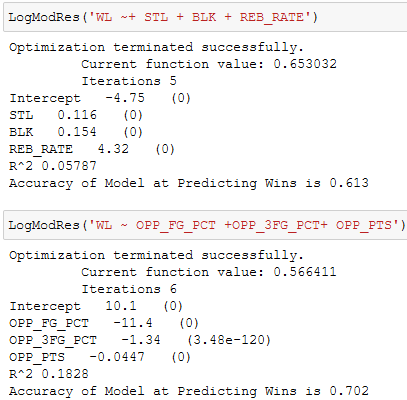 LogModRes('WL ~+ STL + BLK + REB_RATE')
Optimization terminated successfully.
Current function value: 0.653032
Iterations 5
Intercept -4.75 (0)
STL 0.116 (0)
BLK 0.154 (0)
REB_RATE 4.32 (0)
R^2 0.05787
Accuracy of Model at Predicting Wins is 0.613
LogModRes('WL ~ OPP_FG_PCT +OPP_3FG_PCT+ OPP_PTS')
Optimization terminated successfully.
Current function value: 0.566411
Iterations 6
Intercept 10.1 (0)
OPP_FG_PCT -11.4 (0)
OPP_3FG_PCT -1.34 (3.48e-120)
OPP_PTS -0.0447 (0)
R^2 0.1828
Accuracy of Model at Predicting Wins is 0.702